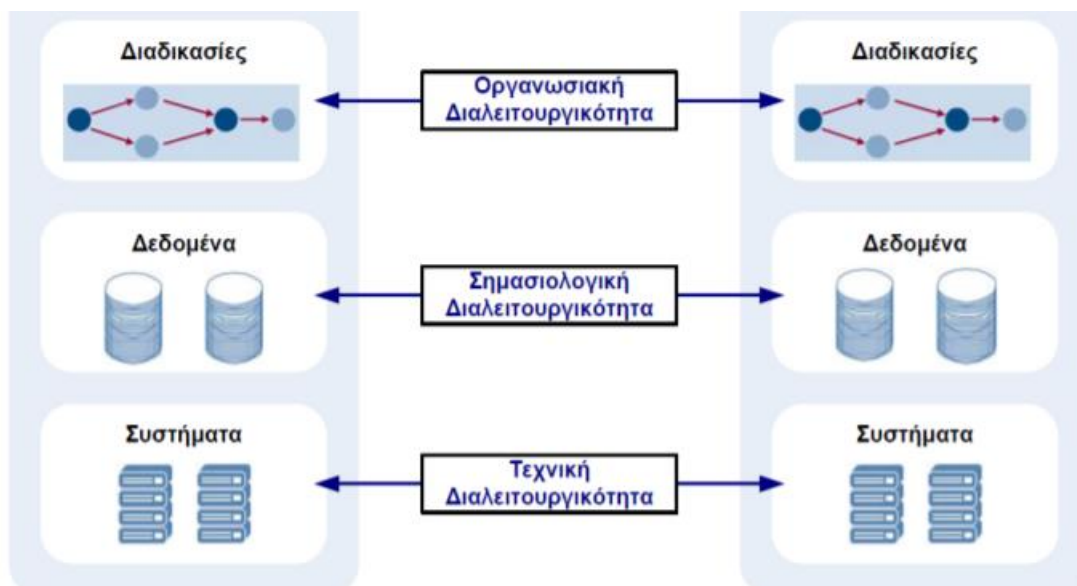 Διαδικασίες
Οργανωσιακή
Διαλειτουργικότητα
Διαδικασίες
Δεδομένα
Σημασιολογική
Διαλειτουργικότητα
Δεδομένα
Συστήματα
Τεχνική
Διαλειτουργικότητα
Συστήματα